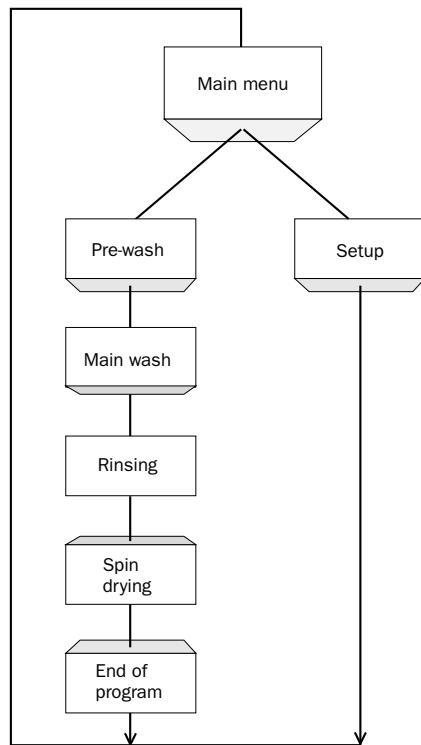 Main menu
Pre-wash
Setup
Main wash
Rinsing
Spin
drying
End of
program